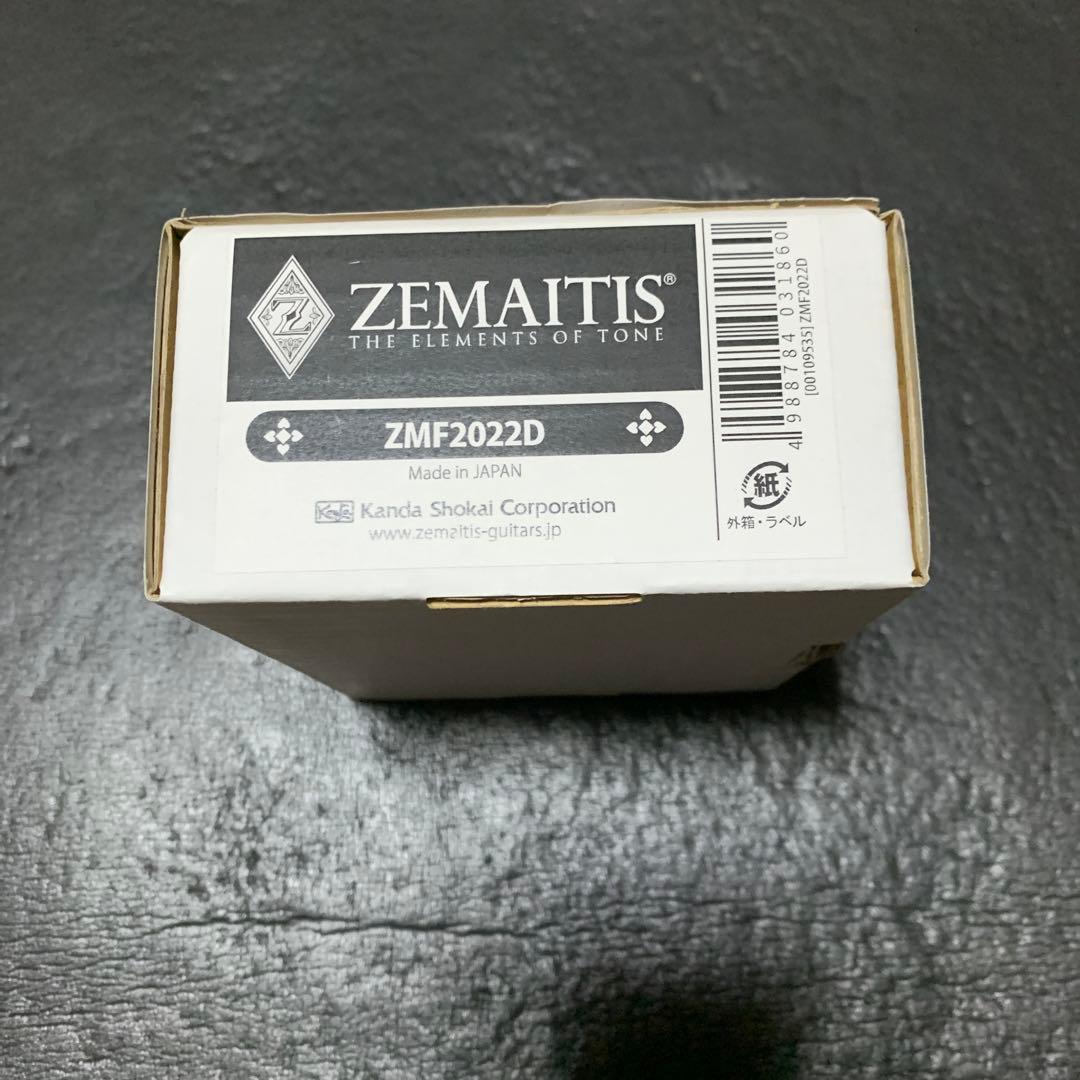 Z
ZEMAITIS®
THE ELEMENTS OF TONE
ZMF2022D
Made in JAPAN
Kanda Shokai Corporation
www.zemaitis-guitars.jp
4 988784 031860
[00109535] ZMF2022D
紙
外箱・ラベル